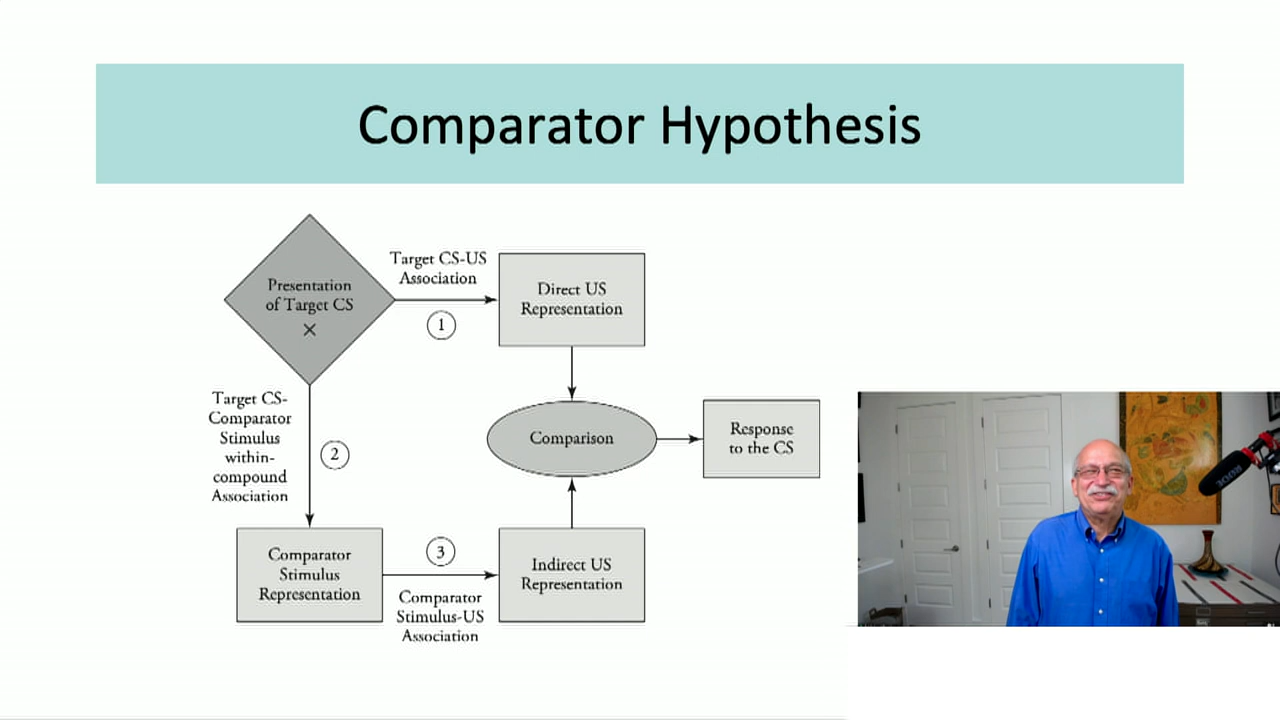 Comparator Hypothesis
Presentation
of Target CS
×
Target CS-US
Association
1
Direct US
Representation
Target CS-
Comparator
Stimulus
within-
compound
Association
2
Comparison
Response
to the CS
Comparator
Stimulus
Representation
3
Comparator
Stimulus-US
Association
Indirect US
Representation
RODE